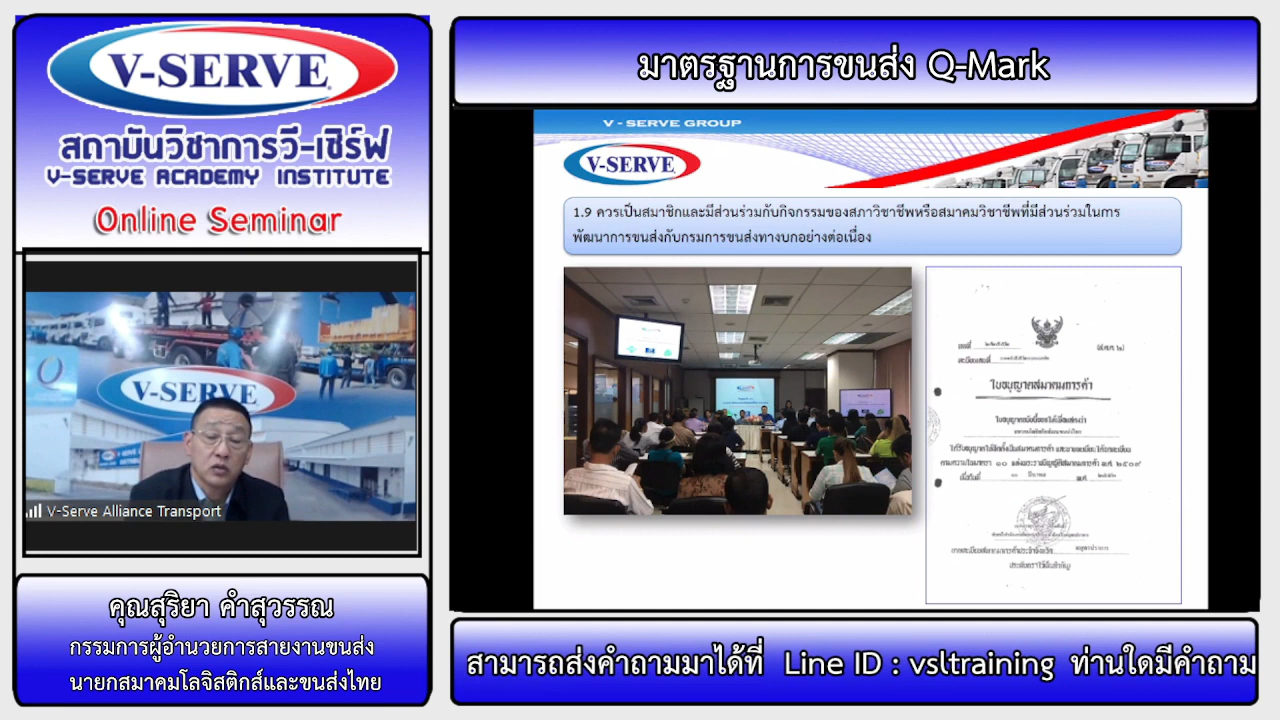 V-SERVE
สถาบันวิชาการวี-เซิร์ฟ
V-SERVE ACADEMY INSTITUTE
Online Seminar
V-SERVE
V-Serve Alliance Transport
คุณสุริยา คำสุวรรณ
กรรมการผู้อำนวยการสายงานขนส่ง
นายกสมาคมโลจิสติกส์และขนส่งไทย
มาตรฐานการขนส่ง Q-Mark
V - SERVE GROUP
V-SERVE
1.9 ควรเป็นสมาชิกและมีส่วนร่วมกับกิจกรรมของสภาวิชาชีพหรือสมาคมวิชาชีพที่มีส่วนร่วมในการ
พัฒนาการขนส่งกับกรมการขนส่งทางบกอย่างต่อเนื่อง
ใบอนุญาตสมาคมการค้า
สามารถส่งคำถามมาได้ที่ Line ID : vsltraining ท่านใดมีคำถาม